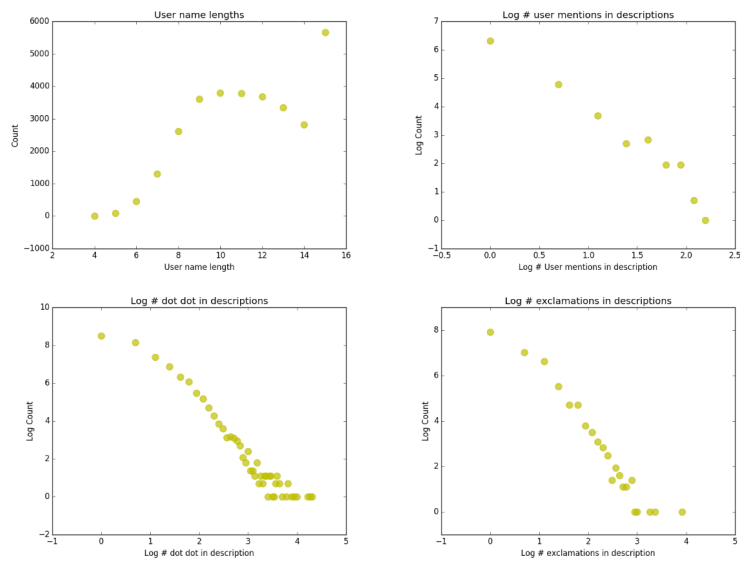 User name lengths
6000
5000
4000
3000
2000
1000
0
−1000
Count
2 4 6 8 10 12 14 16
User name length
Log # user mentions in descriptions
7
6
5
4
3
2
1
0
−1
Log Count
−0.5 0.0 0.5 1.0 1.5 2.0 2.5
Log # User mentions in description
Log # dot dot in descriptions
10
8
6
4
2
0
−2
Log Count
−1 0 1 2 3 4 5
Log # dot dot in description
Log # exclamations in descriptions
8
6
4
2
0
Log Count
−1 0 1 2 3 4 5
Log # exclamations in description